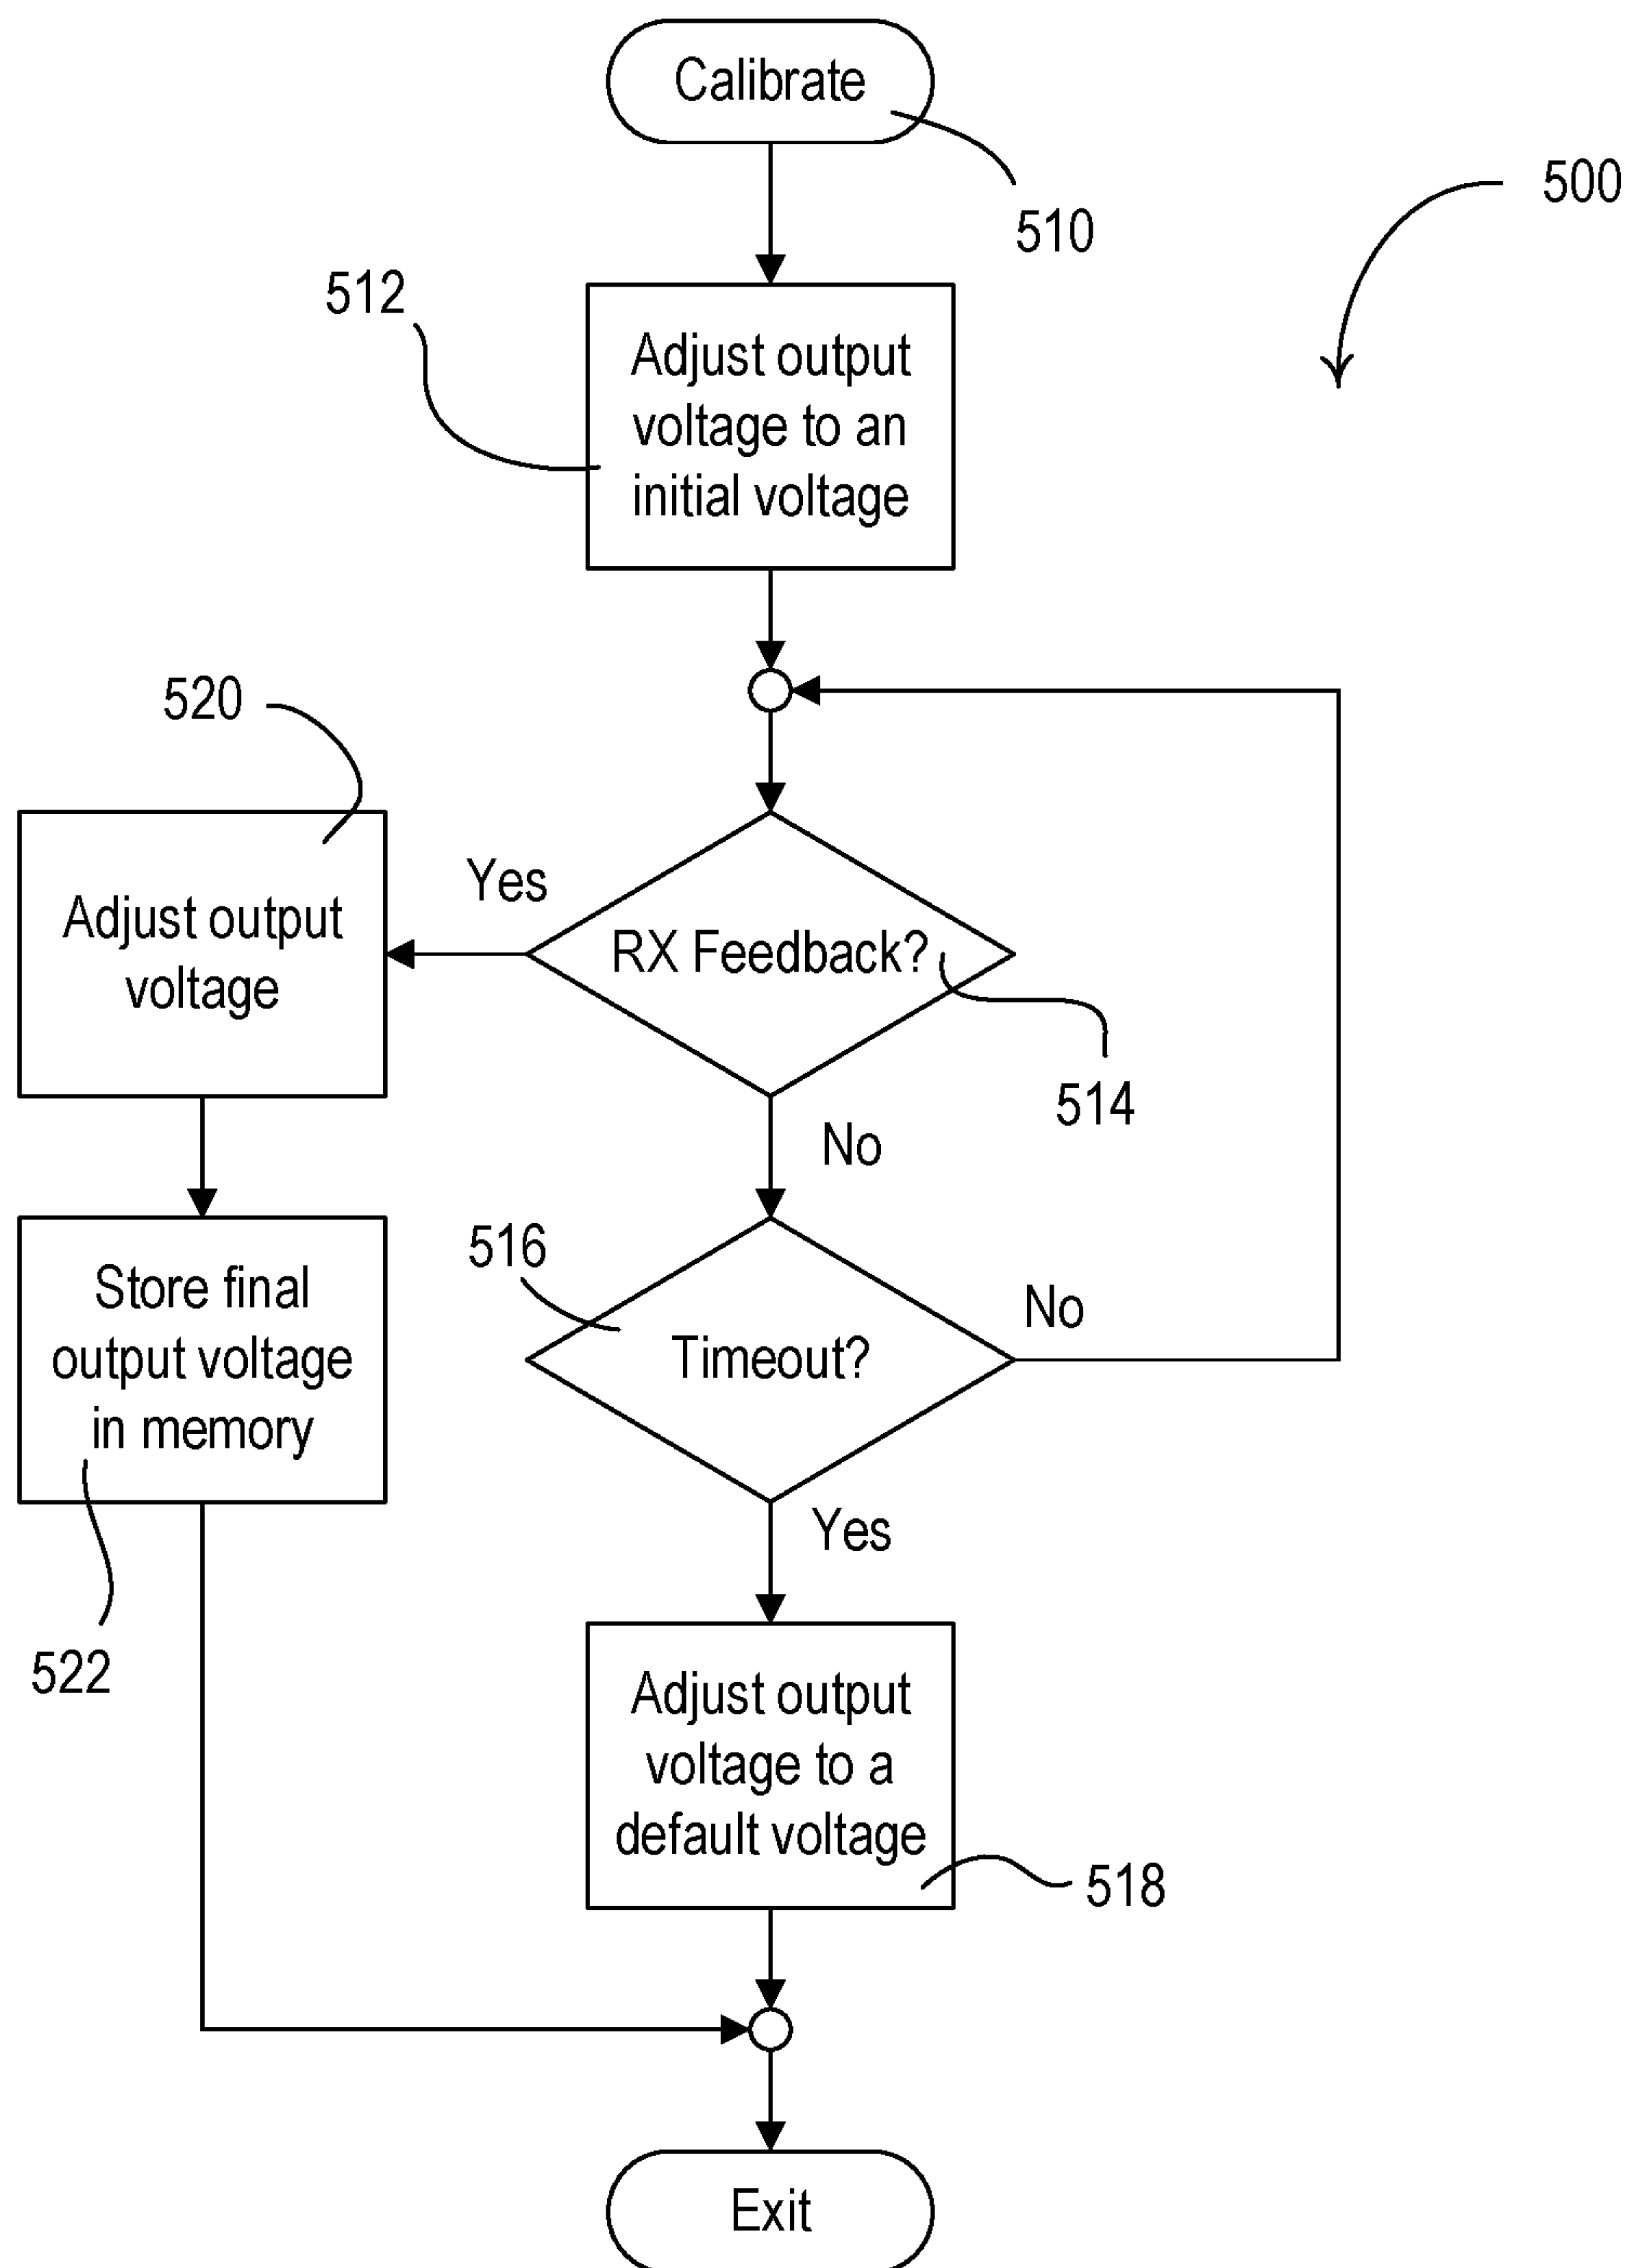 Calibrate
510
500
512
Adjust output
voltage to an
initial voltage
520
Yes
Adjust output
voltage
RX Feedback?
514
No
516
Store final
output voltage
in memory
Timeout?
No
Yes
522
Adjust output
voltage to a
default voltage
518
Exit